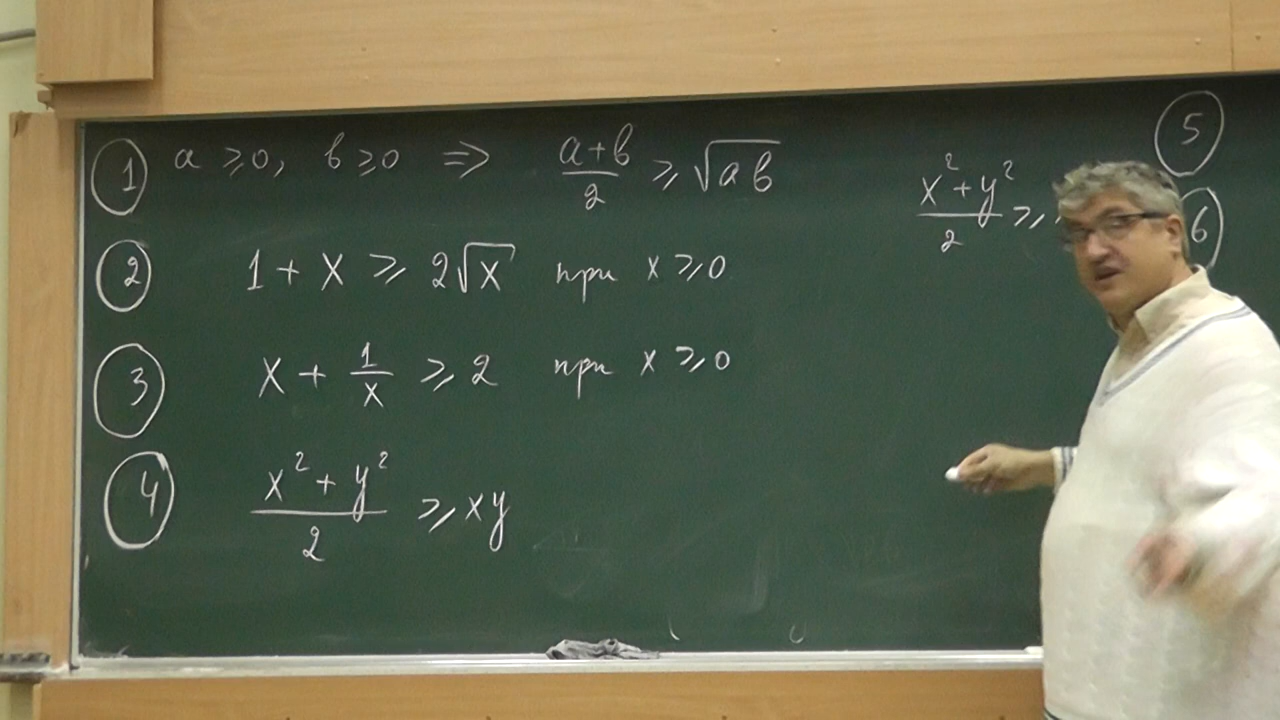 ① a ⩾ 0, b ⩾ 0 ⇒ (a+b)/2 ⩾ √(ab)
② 1 + x ⩾ 2√x при x ⩾ 0
③ x + 1/x ⩾ 2 при x ⩾ 0
④ (x² + y²)/2 ⩾ xy
(x² + y²)/2 ⩾
⑤
⑥